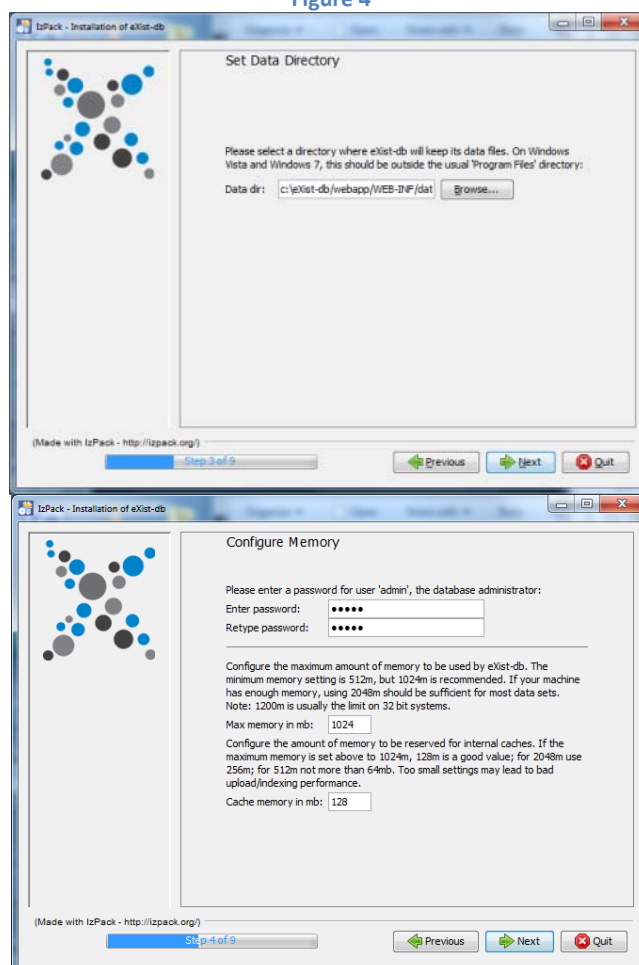 Figure 4
IzPack - Installation of eXist-db
Set Data Directory
Please select a directory where eXist-db will keep its data files. On Windows
Vista and Windows 7, this should be outside the usual 'Program Files' directory:
Data dir: c:\eXist-db/webapp/WEB-INF/dat Browse...
(Made with IzPack - http://izpack.org/)
Step 3 of 9 Previous Next Quit
IzPack - Installation of eXist-db
Configure Memory
Please enter a password for user 'admin', the database administrator:
Enter password: •••••
Retype password: •••••
Configure the maximum amount of memory to be used by eXist-db. The
minimum memory setting is 512m, but 1024m is recommended. If your machine
has enough memory, using 2048m should be sufficient for most data sets.
Note: 1200m is usually the limit on 32 bit systems.
Max memory in mb: 1024
Configure the amount of memory to be reserved for internal caches. If the
maximum memory is set above to 1024m, 128m is a good value; for 2048m use
256m; for 512m not more than 64mb. Too small settings may lead to bad
upload/indexing performance.
Cache memory in mb: 128
(Made with IzPack - http://izpack.org/)
Step 4 of 9 Previous Next Quit